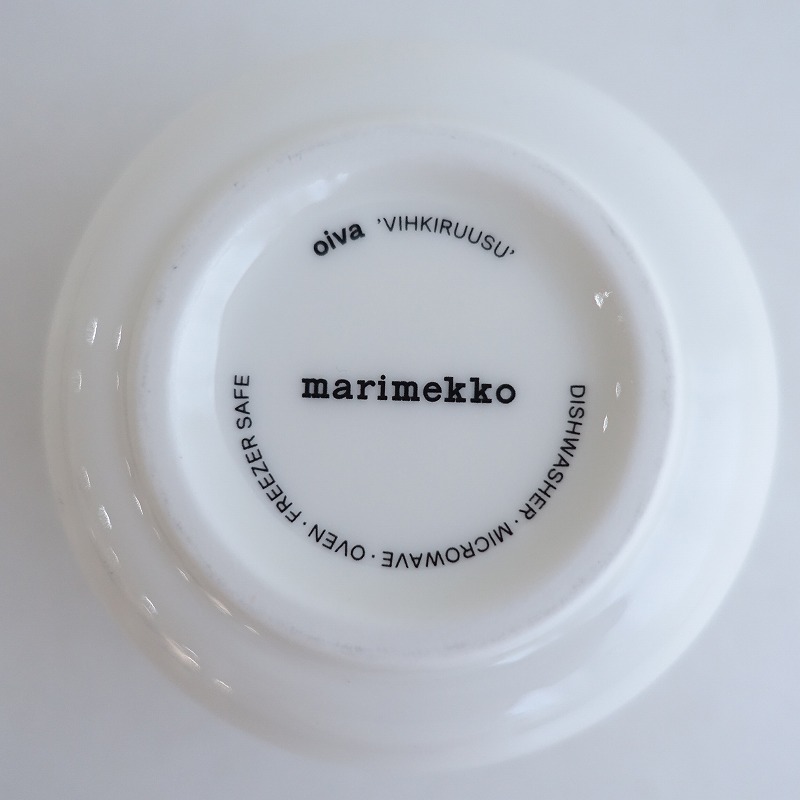 oiva 'VIHKIRUUSU'
marimekko
DISHWASHER · MICROWAVE · OVEN · FREEZER SAFE